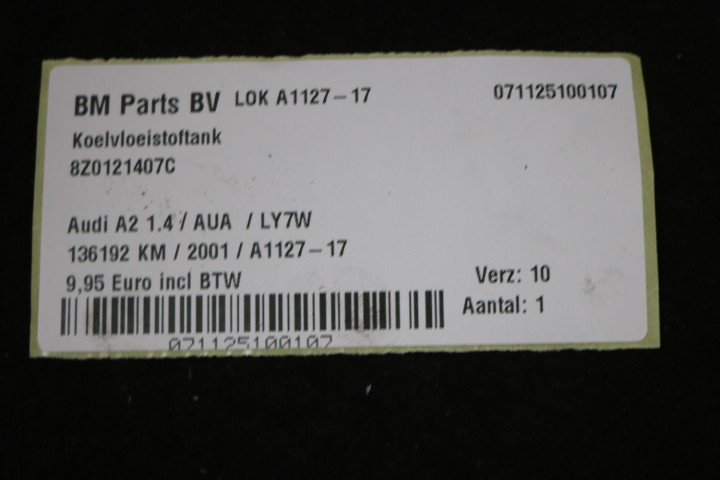 BM Parts BV LOK A1127-17 071125100107
Koelvloeistoftank
8Z0121407C
Audi A2 1.4 / AUA / LY7W
136192 KM / 2001 / A1127-17
9,95 Euro incl BTW
Verz: 10
Aantal: 1
071125100107